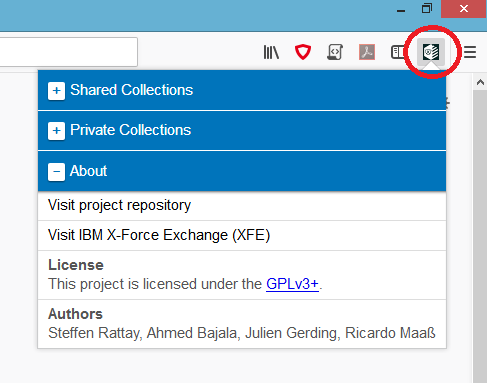 Shared Collections
Private Collections
About
Visit project repository
Visit IBM X-Force Exchange (XFE)
License
This project is licensed under the GPLv3+.
Authors
Steffen Rattay, Ahmed Bajala, Julien Gerding, Ricardo Maaß